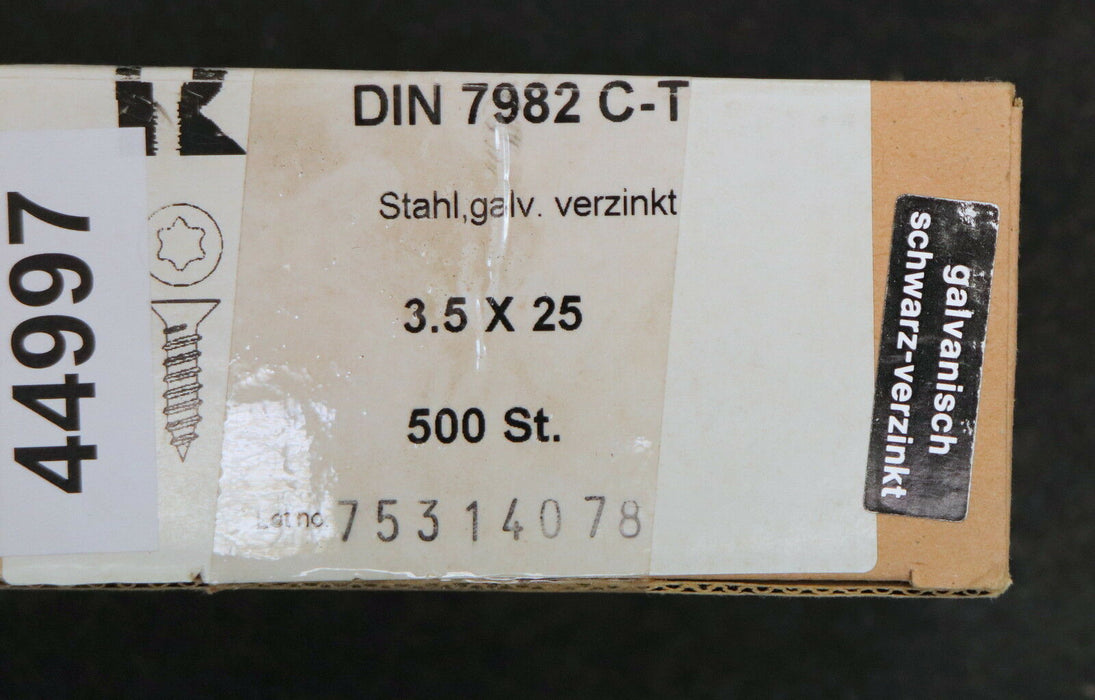 44997
DIN 7982 C-T
Stahl,galv. verzinkt
3.5 X 25
500 St.
Lot no. 75314078
galvanisch
schwarz-verzinkt